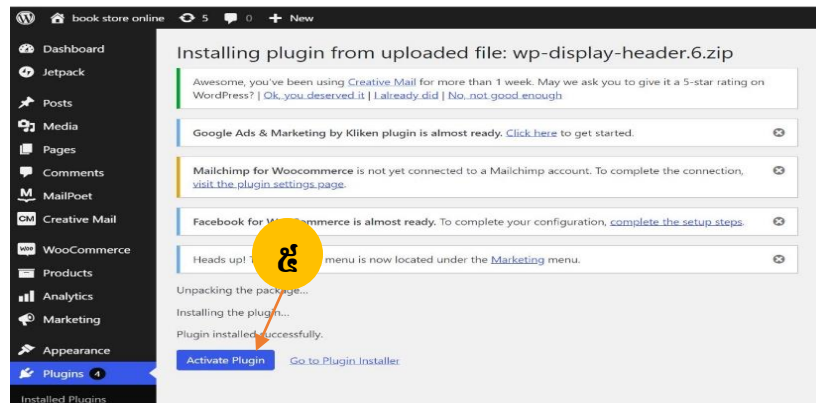 book store online 5 0 + New
Dashboard
Jetpack
Posts
Media
Pages
Comments
MailPoet
Creative Mail
WooCommerce
Products
Analytics
Marketing
Appearance
Plugins 4
Installed Plugins
Installing plugin from uploaded file: wp-display-header.6.zip
Awesome, you've been using Creative Mail for more than 1 week. May we ask you to give it a 5-star rating on
WordPress? | Ok, you deserved it | I already did | No, not good enough
Google Ads & Marketing by Kliken plugin is almost ready. Click here to get started.
Mailchimp for Woocommerce is not yet connected to a Mailchimp account. To complete the connection,
visit the plugin settings page.
Facebook for WooCommerce is almost ready. To complete your configuration, complete the setup steps.
Heads up! menu is now located under the Marketing menu.
៥
Unpacking the package...
Installing the plugin...
Plugin installed successfully.
Activate Plugin Go to Plugin Installer